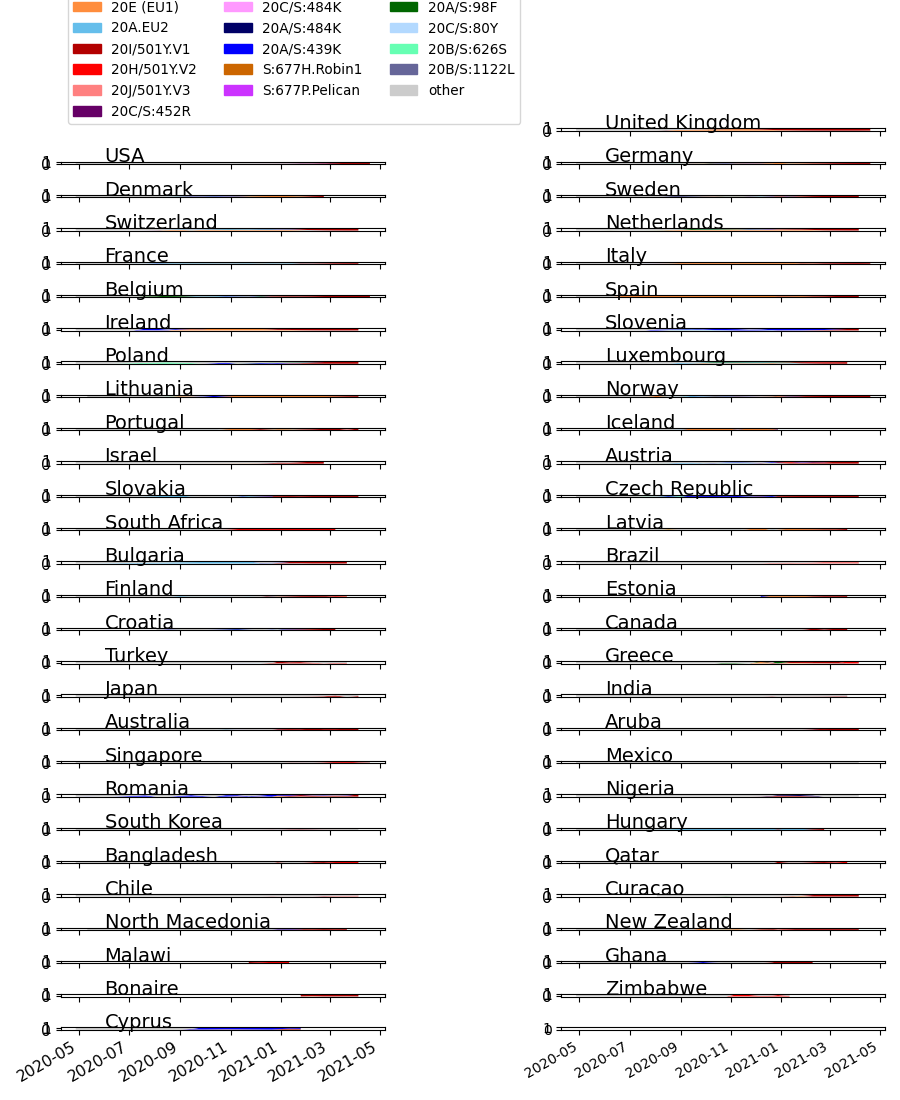 20E (EU1) 20C/S:484K 20A/S:98F
20A.EU2 20A/S:484K 20C/S:80Y
20I/501Y.V1 20A/S:439K 20B/S:626S
20H/501Y.V2 S:677H.Robin1 20B/S:1122L
20J/501Y.V3 S:677P.Pelican other
20C/S:452R
United Kingdom
USA Germany
Denmark Sweden
Switzerland Netherlands
France Italy
Belgium Spain
Ireland Slovenia
Poland Luxembourg
Lithuania Norway
Portugal Iceland
Israel Austria
Slovakia Czech Republic
South Africa Latvia
Bulgaria Brazil
Finland Estonia
Croatia Canada
Turkey Greece
Japan India
Australia Aruba
Singapore Mexico
Romania Nigeria
South Korea Hungary
Bangladesh Qatar
Chile Curacao
North Macedonia New Zealand
Malawi Ghana
Bonaire Zimbabwe
Cyprus
2020-05 2020-07 2020-09 2020-11 2021-01 2021-03 2021-05 2020-05 2020-07 2020-09 2020-11 2021-01 2021-03 2021-05